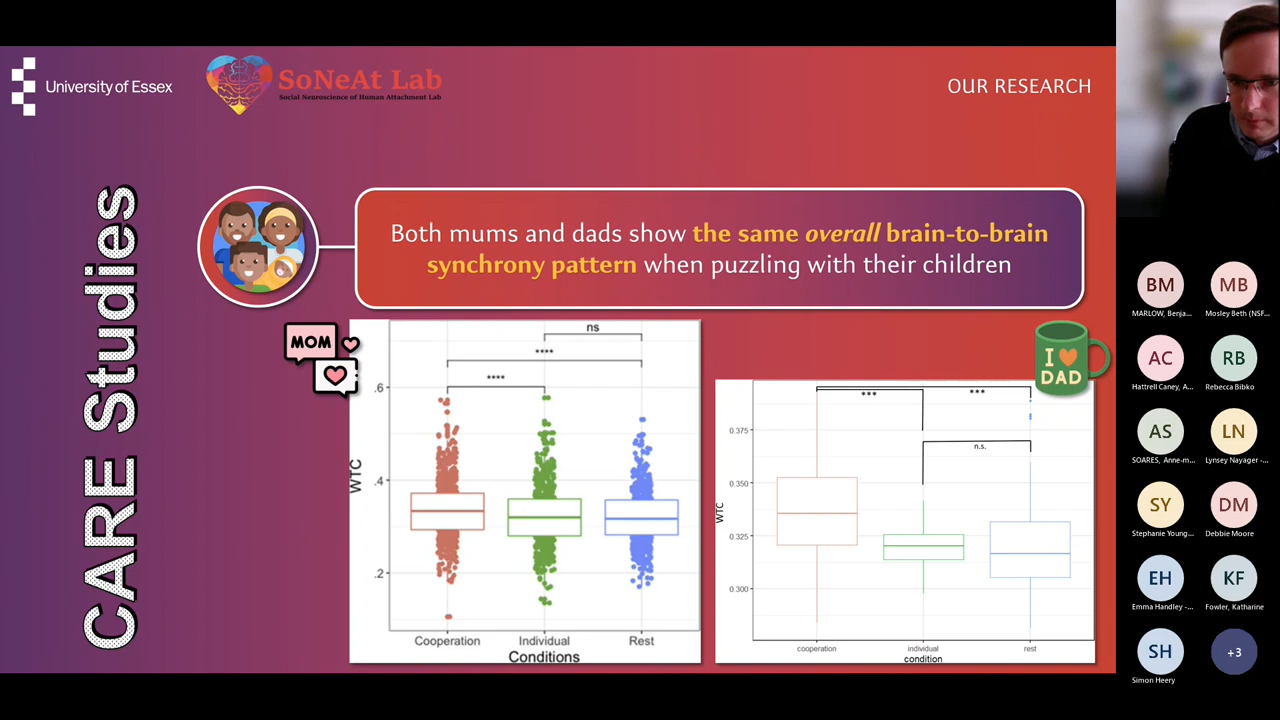 University of Essex
SoNeAt Lab
Social Neuroscience of Human Attachment Lab
OUR RESEARCH
CARE Studies
Both mums and dads show the same overall brain-to-brain
synchrony pattern when puzzling with their children
MOM
I
DAD
ns
****
****
.6
.4
.2
WTC
Cooperation
Individual
Rest
Conditions
***
***
n.s.
0.375
0.350
0.325
0.300
WTC
cooperation
individual
rest
condition
BM
MARLOW, Benja...
MB
Mosley Beth (NSF...
AC
Hattrell Caney, A...
RB
Rebecca Bibko
AS
SOARES, Anne-m...
LN
Lynsey Nayager -...
SY
Stephanie Young...
DM
Debbie Moore
EH
Emma Handley -...
KF
Fowler, Katharine
SH
Simon Heery
+3